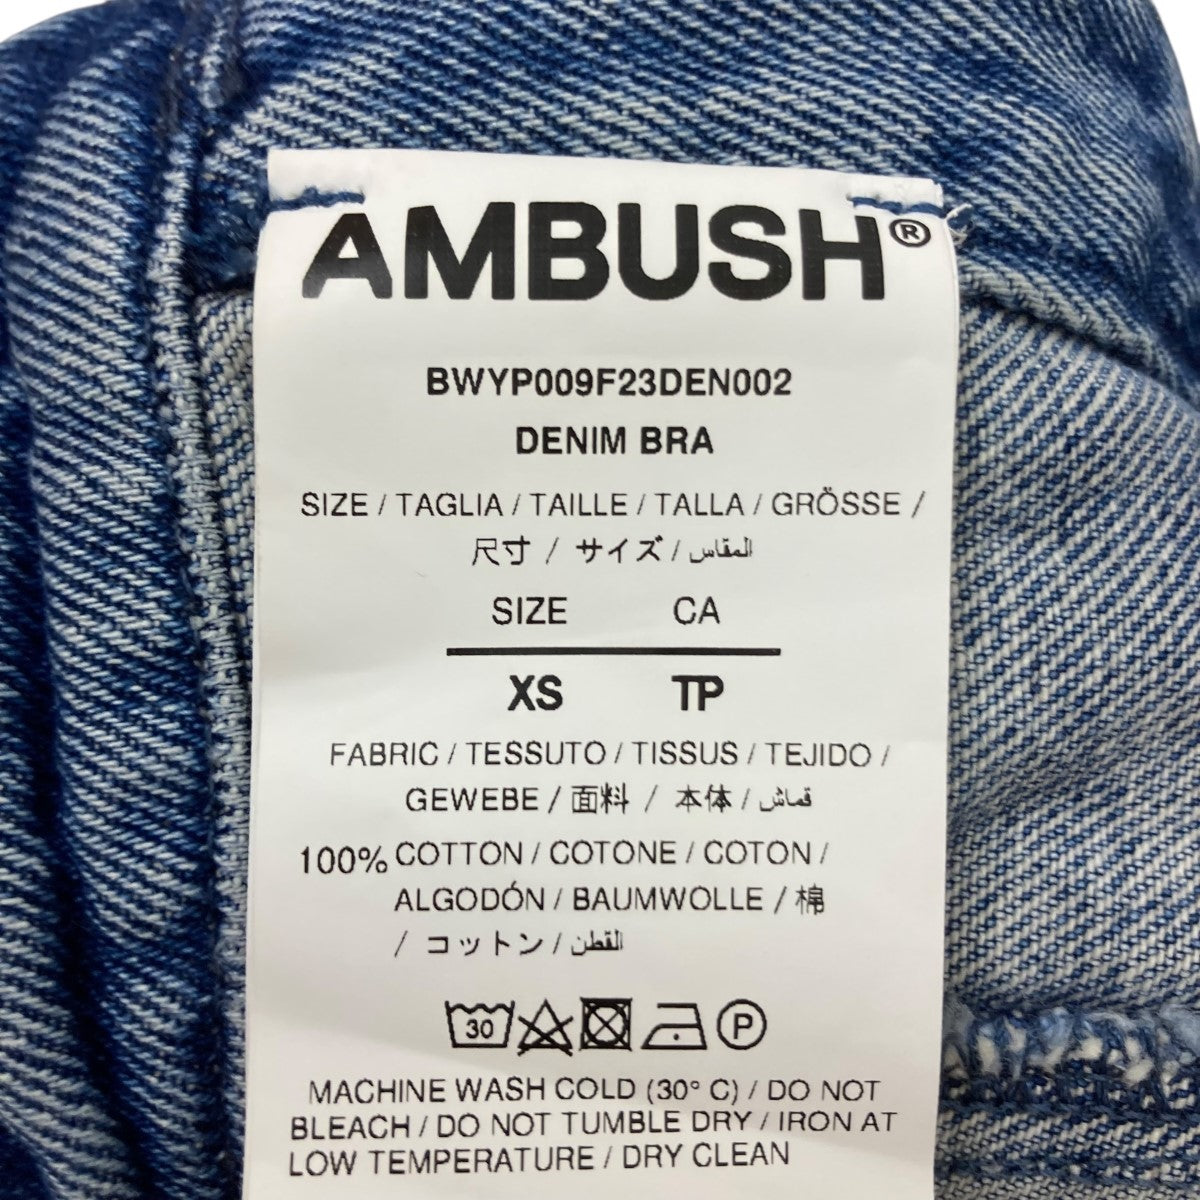 AMBUSH®
BWYP009F23DEN002
DENIM BRA
SIZE / TAGLIA / TAILLE / TALLA / GRÖSSE /
尺寸 / サイズ / المقاس
SIZE CA
XS TP
FABRIC / TESSUTO / TISSUS / TEJIDO /
GEWEBE / 面料 / 本体 / قماش
100% COTTON / COTONE / COTON /
ALGODÓN / BAUMWOLLE / 棉
/ コットン / القطن
30 P
MACHINE WASH COLD (30° C) / DO NOT
BLEACH / DO NOT TUMBLE DRY / IRON AT
LOW TEMPERATURE / DRY CLEAN